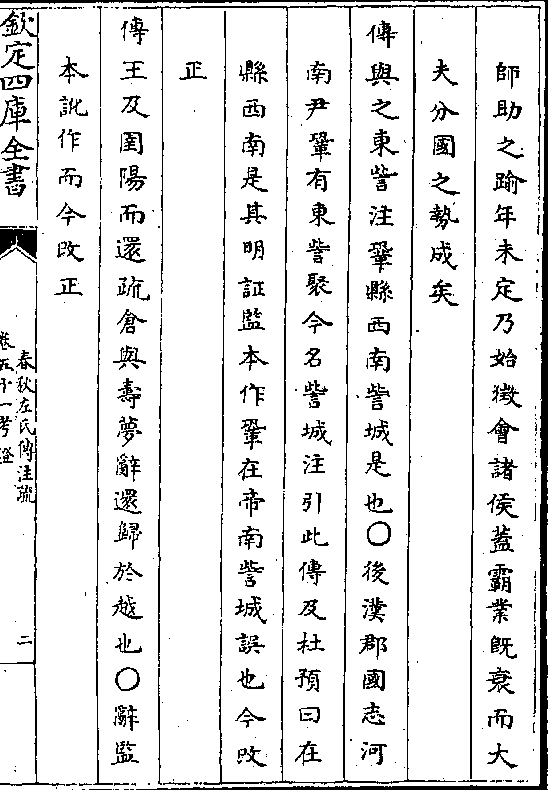 師助之踰年未定乃始徴會諸侯蓋霸業既衰而大
夫分國之勢成矣
傳與之東訾注鞏縣西南訾城是也〇後漢郡國志河
南尹鞏有東訾聚今名訾城注引此傳及杜預曰在
縣西南是其明証監本作鞏在帝南訾城誤也今改
正
傳王及圉陽而還疏倉與壽夢辭還歸於越也〇辭監
本訛作而今改正
欽定四庫全書
春秋左氏傳注疏
卷五十一考證
二